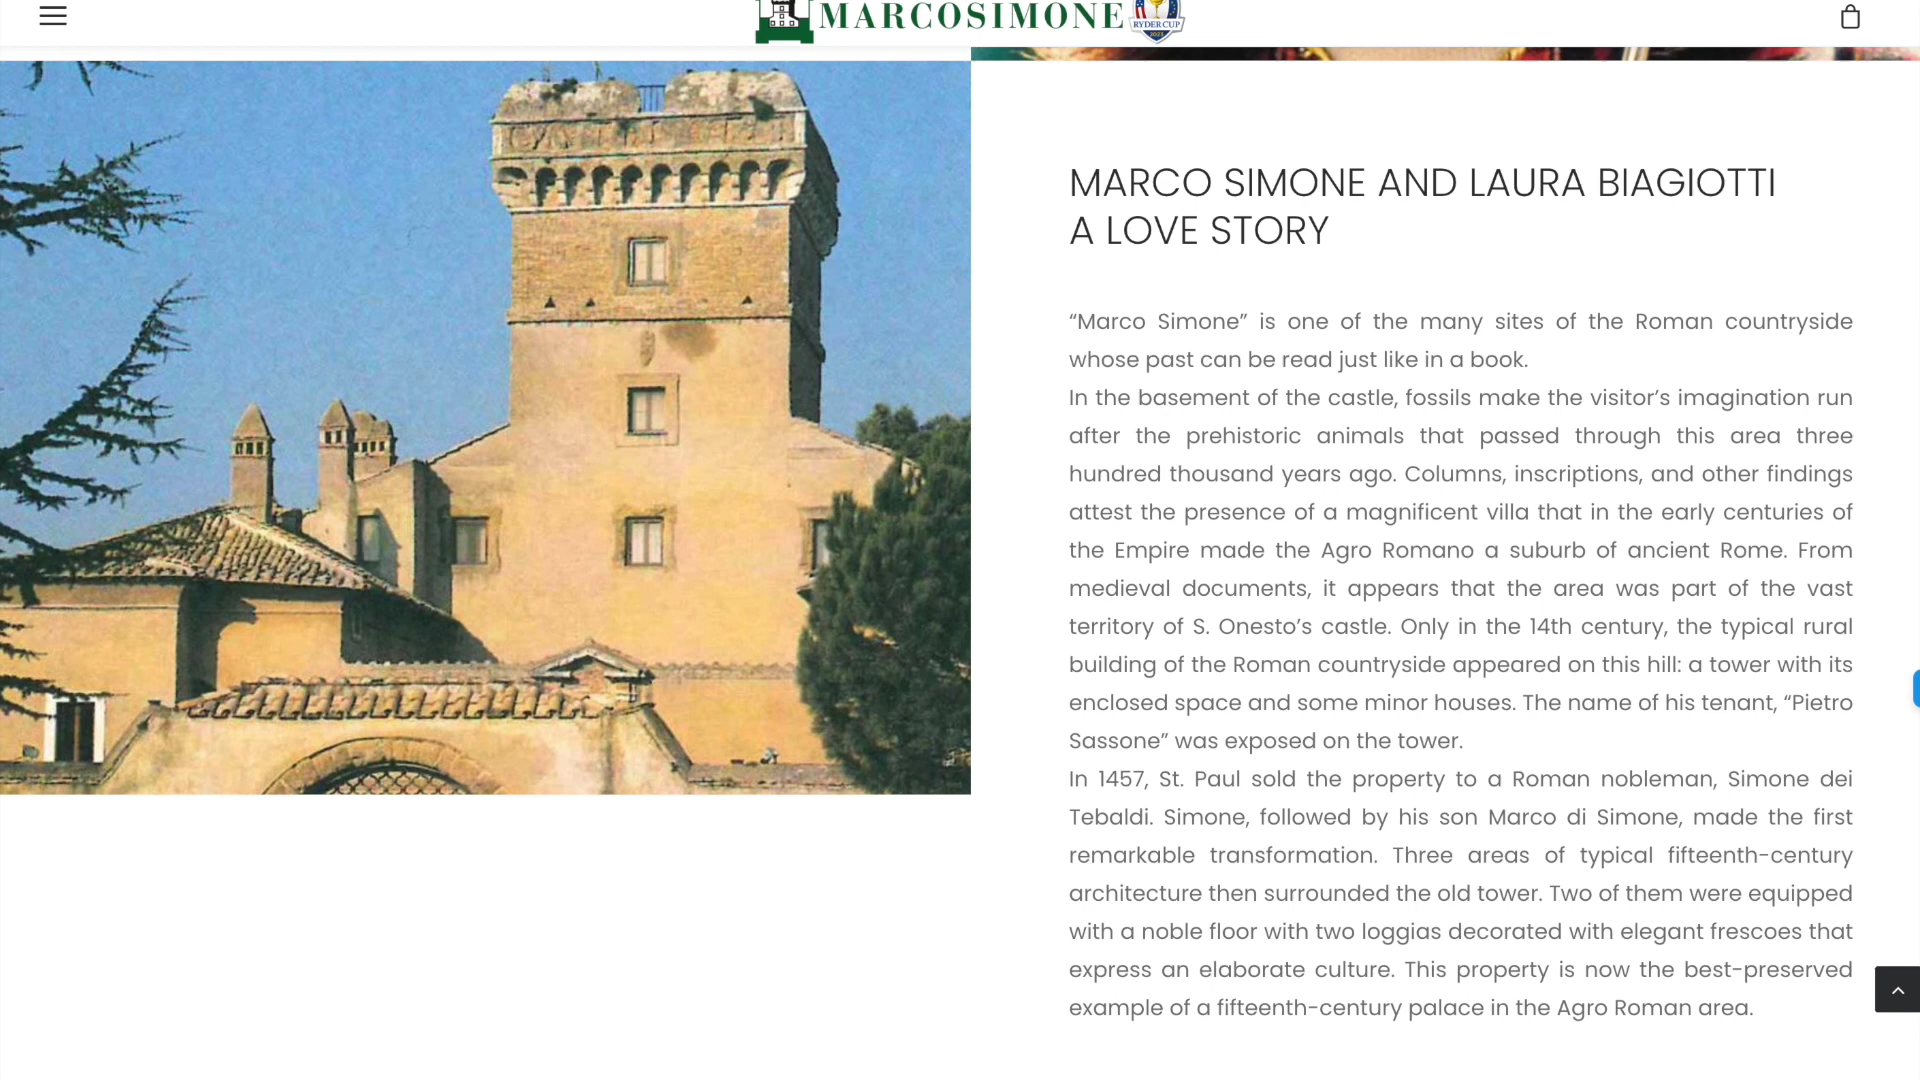 MARCOSIMONE
RYDER CUP
2023
MARCO SIMONE AND LAURA BIAGIOTTI
A LOVE STORY
“Marco Simone” is one of the many sites of the Roman countryside
whose past can be read just like in a book.
In the basement of the castle, fossils make the visitor’s imagination run
after the prehistoric animals that passed through this area three
hundred thousand years ago. Columns, inscriptions, and other findings
attest the presence of a magnificent villa that in the early centuries of
the Empire made the Agro Romano a suburb of ancient Rome. From
medieval documents, it appears that the area was part of the vast
territory of S. Onesto’s castle. Only in the 14th century, the typical rural
building of the Roman countryside appeared on this hill: a tower with its
enclosed space and some minor houses. The name of his tenant, “Pietro
Sassone” was exposed on the tower.
In 1457, St. Paul sold the property to a Roman nobleman, Simone dei
Tebaldi. Simone, followed by his son Marco di Simone, made the first
remarkable transformation. Three areas of typical fifteenth-century
architecture then surrounded the old tower. Two of them were equipped
with a noble floor with two loggias decorated with elegant frescoes that
express an elaborate culture. This property is now the best-preserved
example of a fifteenth-century palace in the Agro Roman area.